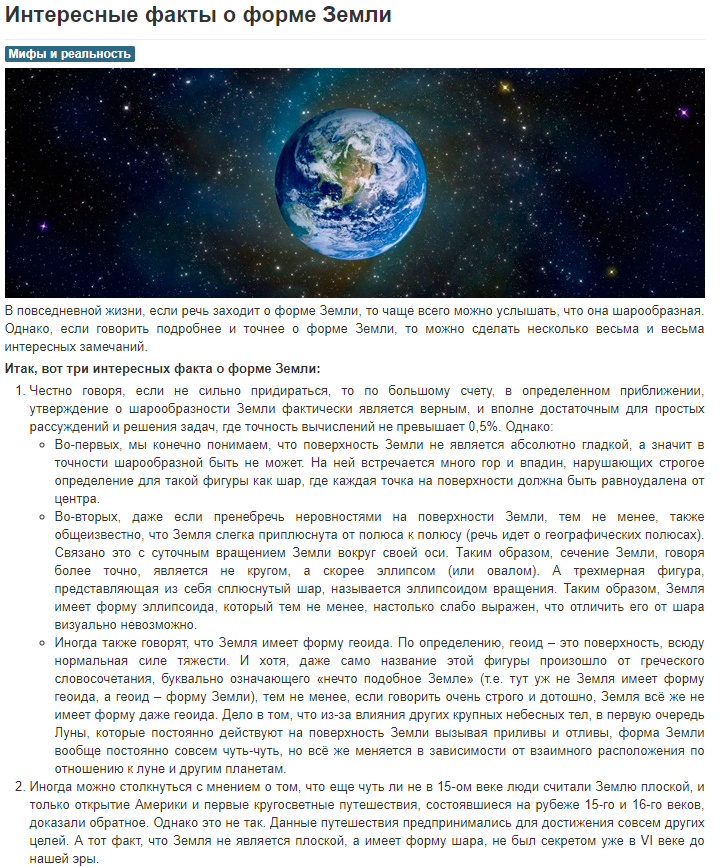 Интересные факты о форме Земли
Мифы и реальность
В повседневной жизни, если речь заходит о форме Земли, то чаще всего можно услышать, что она шарообразная.
Однако, если говорить подробнее и точнее о форме Земли, то можно сделать несколько весьма и весьма
интересных замечаний.
Итак, вот три интересных факта о форме Земли:
1. Честно говоря, если не сильно придираться, то по большому счету, в определенном приближении,
утверждение о шарообразности Земли фактически является верным, и вполне достаточным для простых
рассуждений и решения задач, где точность вычислений не превышает 0,5%. Однако:
Во-первых, мы конечно понимаем, что поверхность Земли не является абсолютно гладкой, а значит в
точности шарообразной быть не может. На ней встречается много гор и впадин, нарушающих строгое
определение для такой фигуры как шар, где каждая точка на поверхности должна быть равноудалена от
центра.
Во-вторых, даже если пренебречь неровностями на поверхности Земли, тем не менее, также
общеизвестно, что Земля слегка приплюснута от полюса к полюсу (речь идет о географических полюсах).
Связано это с суточным вращением Земли вокруг своей оси. Таким образом, сечение Земли, говоря
более точно, является не кругом, а скорее эллипсом (или овалом). А трехмерная фигура,
представляющая из себя сплюснутый шар, называется эллипсоидом вращения. Таким образом, Земля
имеет форму эллипсоида, который тем не менее, настолько слабо выражен, что отличить его от шара
визуально невозможно.
Иногда также говорят, что Земля имеет форму геоида. По определению, геоид – это поверхность, всюду
нормальная силе тяжести. И хотя, даже само название этой фигуры произошло от греческого
словосочетания, буквально означающего «нечто подобное Земле» (т.е. тут уж не Земля имеет форму
геоида, а геоид – форму Земли), тем не менее, если говорить очень строго и дотошно, Земля всё же не
имеет форму даже геоида. Дело в том, что из-за влияния других крупных небесных тел, в первую очередь
Луны, которые постоянно действуют на поверхность Земли вызывая приливы и отливы, форма Земли
вообще постоянно совсем чуть-чуть, но всё же меняется в зависимости от взаимного расположения по
отношению к луне и другим планетам.
2. Иногда можно столкнуться с мнением о том, что еще чуть ли не в 15-ом веке люди считали Землю плоской, и
только открытие Америки и первые кругосветные путешествия, состоявшиеся на рубеже 15-го и 16-го веков,
доказали обратное. Однако это не так. Данные путешествия предпринимались для достижения совсем других
целей. А тот факт, что Земля не является плоской, а имеет форму шара, не был секретом уже в VI веке до
нашей эры.